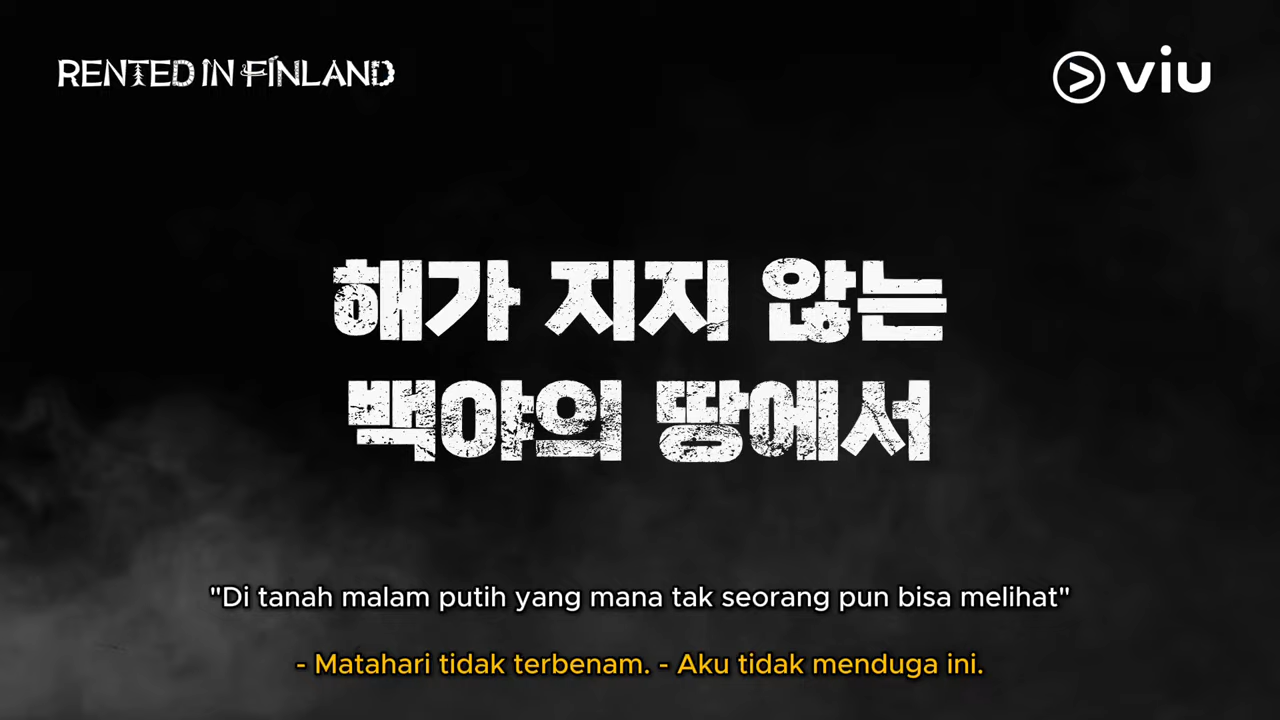 RENTED IN FINLAND
viu
해가 지지 않는
백야의 땅에서
"Di tanah malam putih yang mana tak seorang pun bisa melihat"
- Matahari tidak terbenam. - Aku tidak menduga ini.